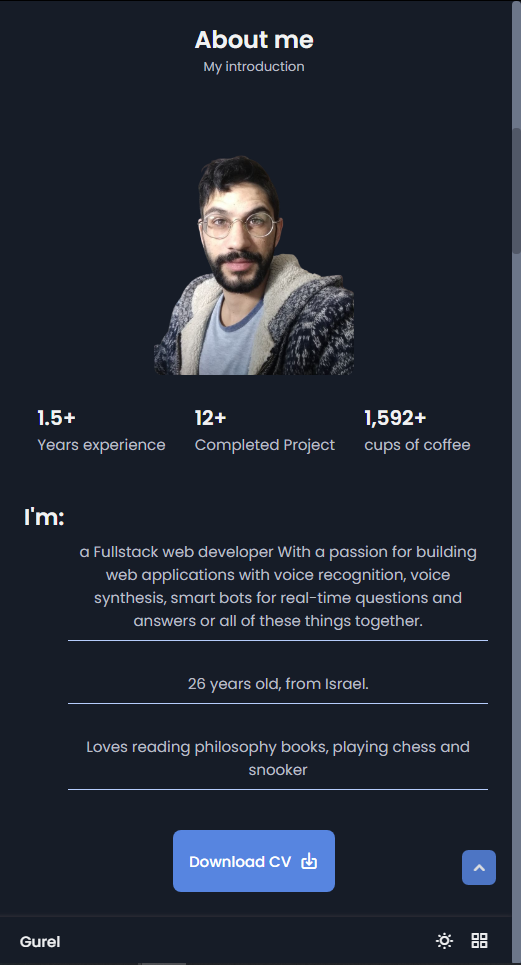 About me
My introduction
1.5+ 12+ 1,592+
Years experience Completed Project cups of coffee
I'm:
a Fullstack web developer With a passion for building
web applications with voice recognition, voice
synthesis, smart bots for real-time questions and
answers or all of these things together.
26 years old, from Israel.
Loves reading philosophy books, playing chess and
snooker
Download CV
Gurel